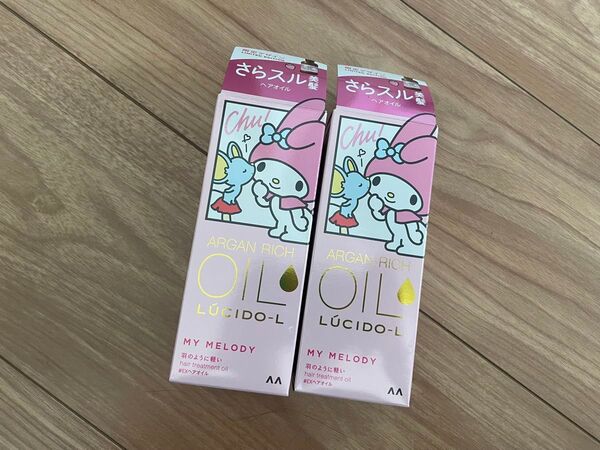 さらスル美髪
ヘアオイル
Chu!
ARGAN RICH
OIL
LÚCIDO-L
MY MELODY
羽のように軽い
hair treatment oil
#EXヘアオイル
さらスル美髪
ヘアオイル
Chu!
ARGAN RICH
OIL
LÚCIDO-L
MY MELODY
羽のように軽い
hair treatment oil
#EXヘアオイル